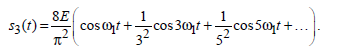 s₃(t) = 8E/π² ( cos ω₁t + 1/3² cos 3ω₁t + 1/5² cos 5ω₁t + ... ).